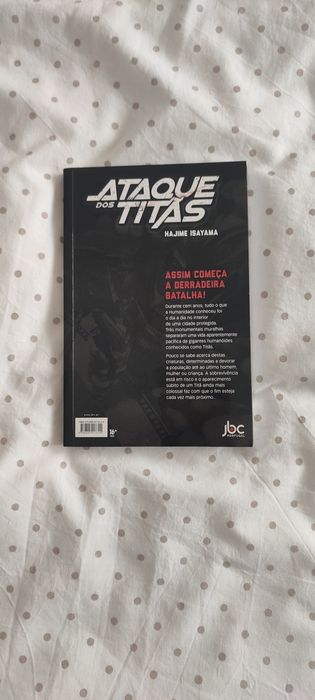 ATAQUE
DOS TITÃS
HAJIME ISAYAMA
ASSIM COMEÇA
A DERRADEIRA
BATALHA!
Durante cem anos, tudo o que
a Humanidade conheceu foi
o dia a dia no interior
de uma cidade protegida.
Três monumentais muralhas
separaram uma vida aparentemente
pacífica de gigantes humanoides
conhecidos como Titãs.
Pouco se sabe acerca destas
criaturas, determinadas a devorar
a população até ao último homem,
mulher ou criança. A sobrevivência
está em risco e o aparecimento
súbito de um Titã ainda mais
colossal faz com que o fim esteja
cada vez mais próximo...
16+
jbc
PORTUGAL